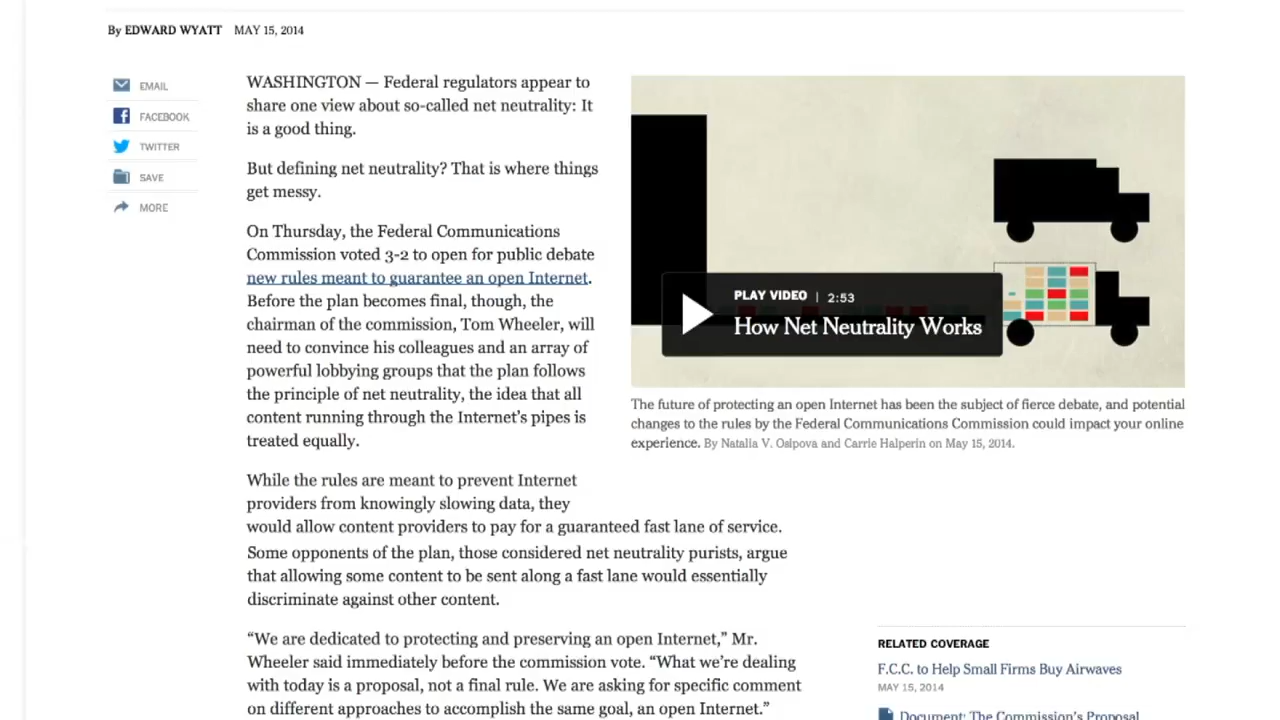 By EDWARD WYATT MAY 15, 2014
EMAIL
FACEBOOK
TWITTER
SAVE
MORE
WASHINGTON — Federal regulators appear to
share one view about so-called net neutrality: It
is a good thing.
But defining net neutrality? That is where things
get messy.
On Thursday, the Federal Communications
Commission voted 3-2 to open for public debate
new rules meant to guarantee an open Internet.
Before the plan becomes final, though, the
chairman of the commission, Tom Wheeler, will
need to convince his colleagues and an array of
powerful lobbying groups that the plan follows
the principle of net neutrality, the idea that all
content running through the Internet’s pipes is
treated equally.
While the rules are meant to prevent Internet
providers from knowingly slowing data, they
would allow content providers to pay for a guaranteed fast lane of service.
Some opponents of the plan, those considered net neutrality purists, argue
that allowing some content to be sent along a fast lane would essentially
discriminate against other content.
“We are dedicated to protecting and preserving an open Internet,” Mr.
Wheeler said immediately before the commission vote. “What we’re dealing
with today is a proposal, not a final rule. We are asking for specific comment
on different approaches to accomplish the same goal, an open Internet.”
PLAY VIDEO | 2:53
How Net Neutrality Works
The future of protecting an open Internet has been the subject of fierce debate, and potential
changes to the rules by the Federal Communications Commission could impact your online
experience. By Natalia V. Osipova and Carrie Halperin on May 15, 2014.
RELATED COVERAGE
F.C.C. to Help Small Firms Buy Airwaves
MAY 15, 2014
Document: The Commission’s Proposal